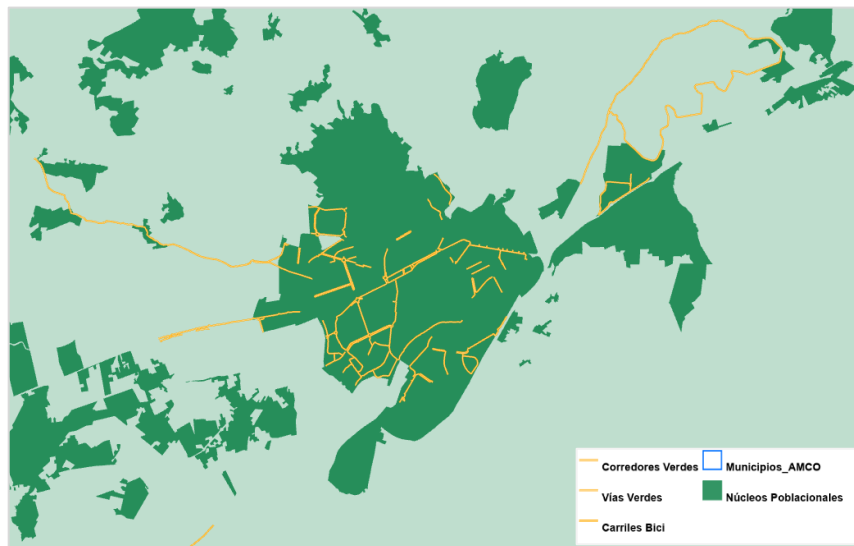 Corredores Verdes
Municipios_AMCO
Vías Verdes
Núcleos Poblacionales
Carriles Bici